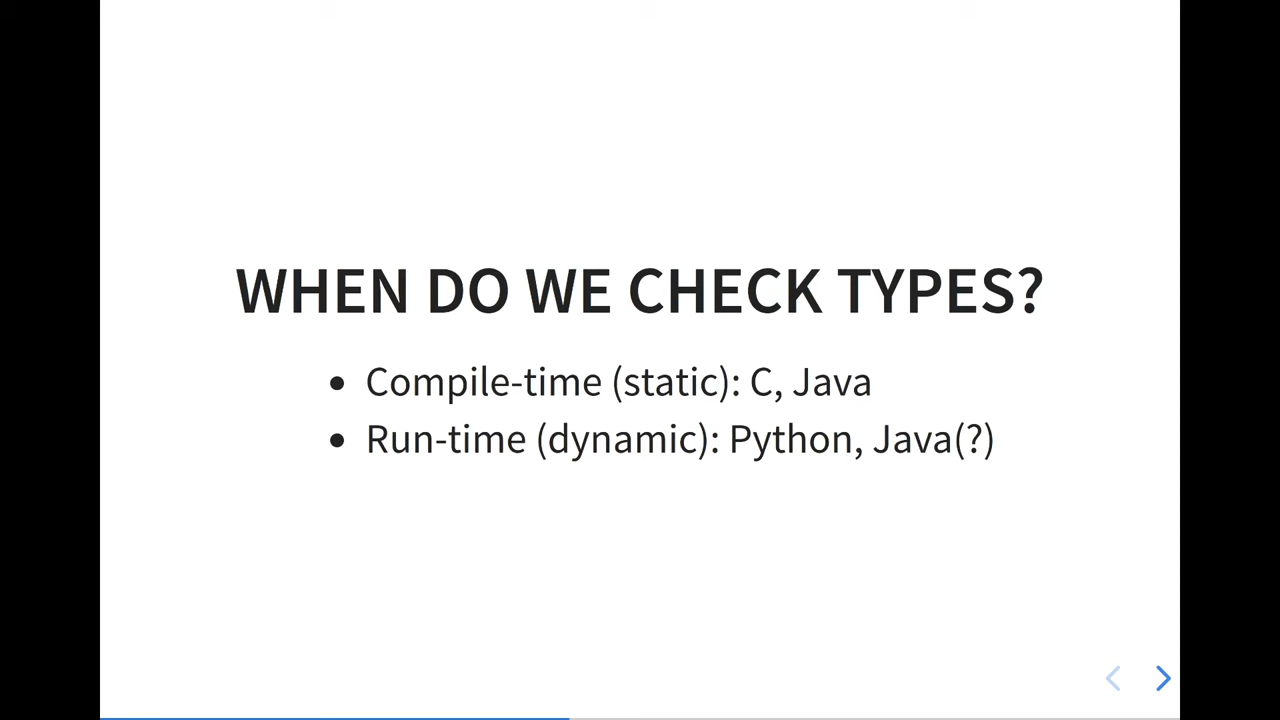 WHEN DO WE CHECK TYPES?
• Compile-time (static): C, Java
• Run-time (dynamic): Python, Java(?)